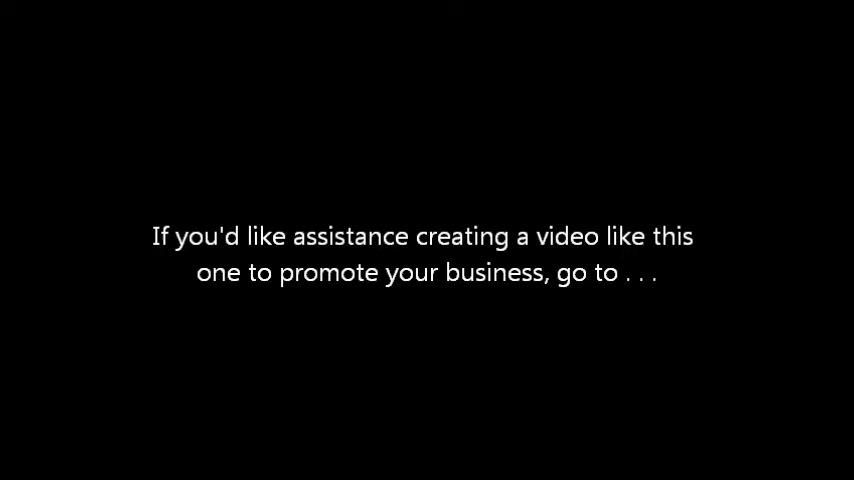 If you'd like assistance creating a video like this
one to promote your business, go to . . .